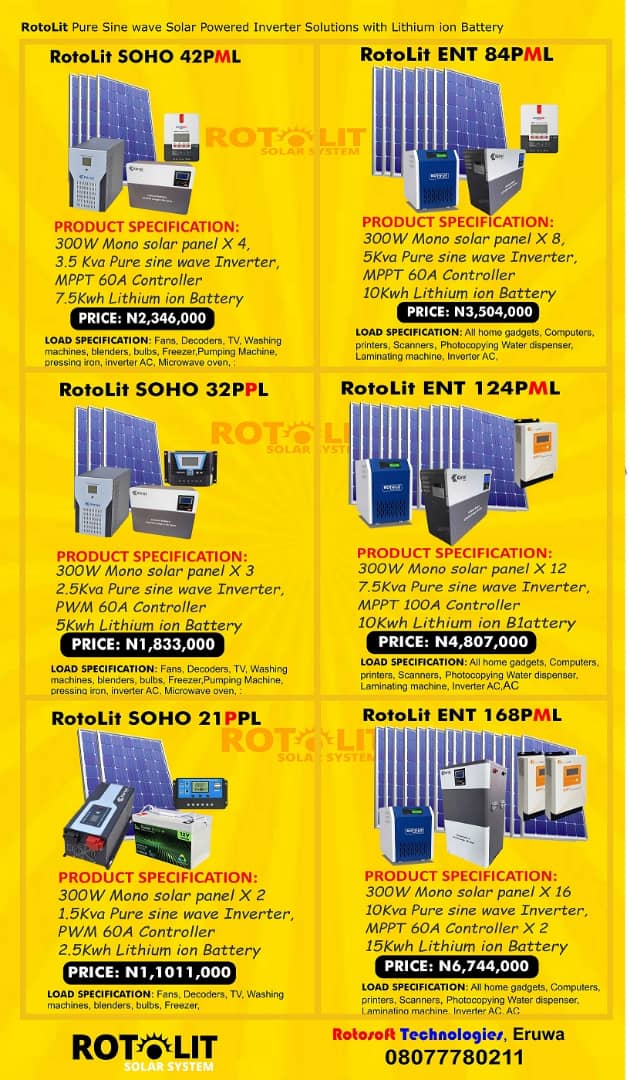 RotoLit Pure Sine wave Solar Powered Inverter Solutions with Lithium ion Battery
RotoLit SOHO 42PML
ROTOLIT
SOLAR SYSTEM
PRODUCT SPECIFICATION:
300W Mono solar panel X 4,
3.5 Kva Pure sine wave Inverter,
MPPT 60A Controller
7.5Kwh Lithium ion Battery
PRICE: N2,346,000
LOAD SPECIFICATION: Fans, Decoders, TV, Washing
machines, blenders, bulbs, Freezer,Pumping Machine,
pressing iron, inverter AC, Microwave oven, :
RotoLit ENT 84PML
ROTOLIT
PRODUCT SPECIFICATION:
300W Mono solar panel X 8,
5Kva Pure sine wave Inverter,
MPPT 60A Controller
10Kwh Lithium ion Battery
PRICE: N3,504,000
LOAD SPECIFICATION: All home gadgets, Computers,
printers, Scanners, Photocopying Water dispenser,
Laminating machine, Inverter AC,
RotoLit SOHO 32PPL
ROTOLIT
SOLAR SYSTEM
PRODUCT SPECIFICATION:
300W Mono solar panel X 3
2.5Kva Pure sine wave Inverter,
PWM 60A Controller
5Kwh Lithium ion Battery
PRICE: N1,833,000
LOAD SPECIFICATION: Fans, Decoders, TV, Washing
machines, blenders, bulbs, Freezer,Pumping Machine,
pressing iron, inverter AC, Microwave oven, :
RotoLit ENT 124PML
ROTOLIT
PRODUCT SPECIFICATION:
300W Mono solar panel X 12
7.5Kva Pure sine wave Inverter,
MPPT 100A Controller
10Kwh Lithium ion B1attery
PRICE: N4,807,000
LOAD SPECIFICATION: All home gadgets, Computers,
printers, Scanners, Photocopying Water dispenser,
Laminating machine, Inverter AC,AC
RotoLit SOHO 21PPL
ROTOLIT
SOLAR SYSTEM
12V
PRODUCT SPECIFICATION:
300W Mono solar panel X 2
1.5Kva Pure sine wave Inverter,
PWM 60A Controller
2.5Kwh Lithium ion Battery
PRICE: N1,1011,000
LOAD SPECIFICATION: Fans, Decoders, TV, Washing
machines, blenders, bulbs, Freezer,
RotoLit ENT 168PML
ROTOLIT
PRODUCT SPECIFICATION:
300W Mono solar panel X 16
10Kva Pure sine wave Inverter,
MPPT 60A Controller X 2
15Kwh Lithium ion Battery
PRICE: N6,744,000
LOAD SPECIFICATION: All home gadgets, Computers,
printers, Scanners, Photocopying Water dispenser,
Laminating machine, Inverter AC, AC
ROTOLIT
SOLAR SYSTEM
Rotosoft Technologies, Eruwa
08077780211